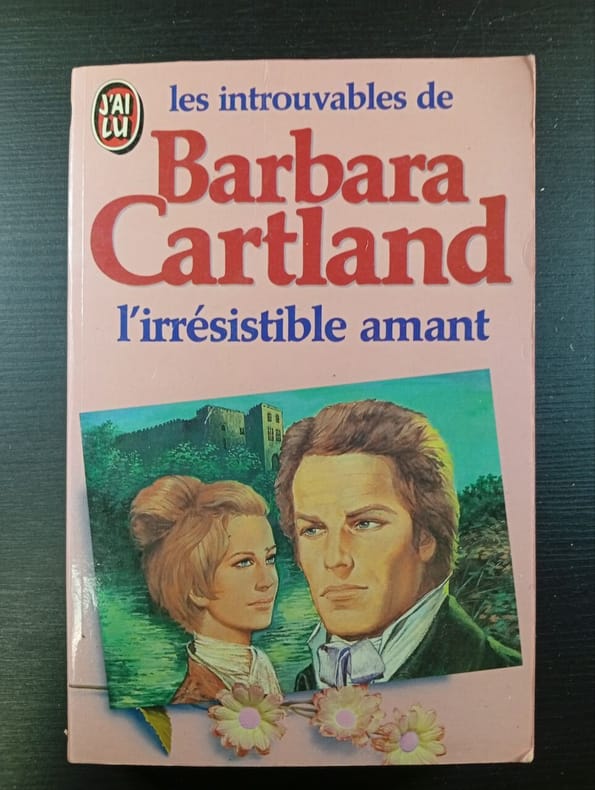 J'AI
LU
les introuvables de
Barbara
Cartland
l'irrésistible amant